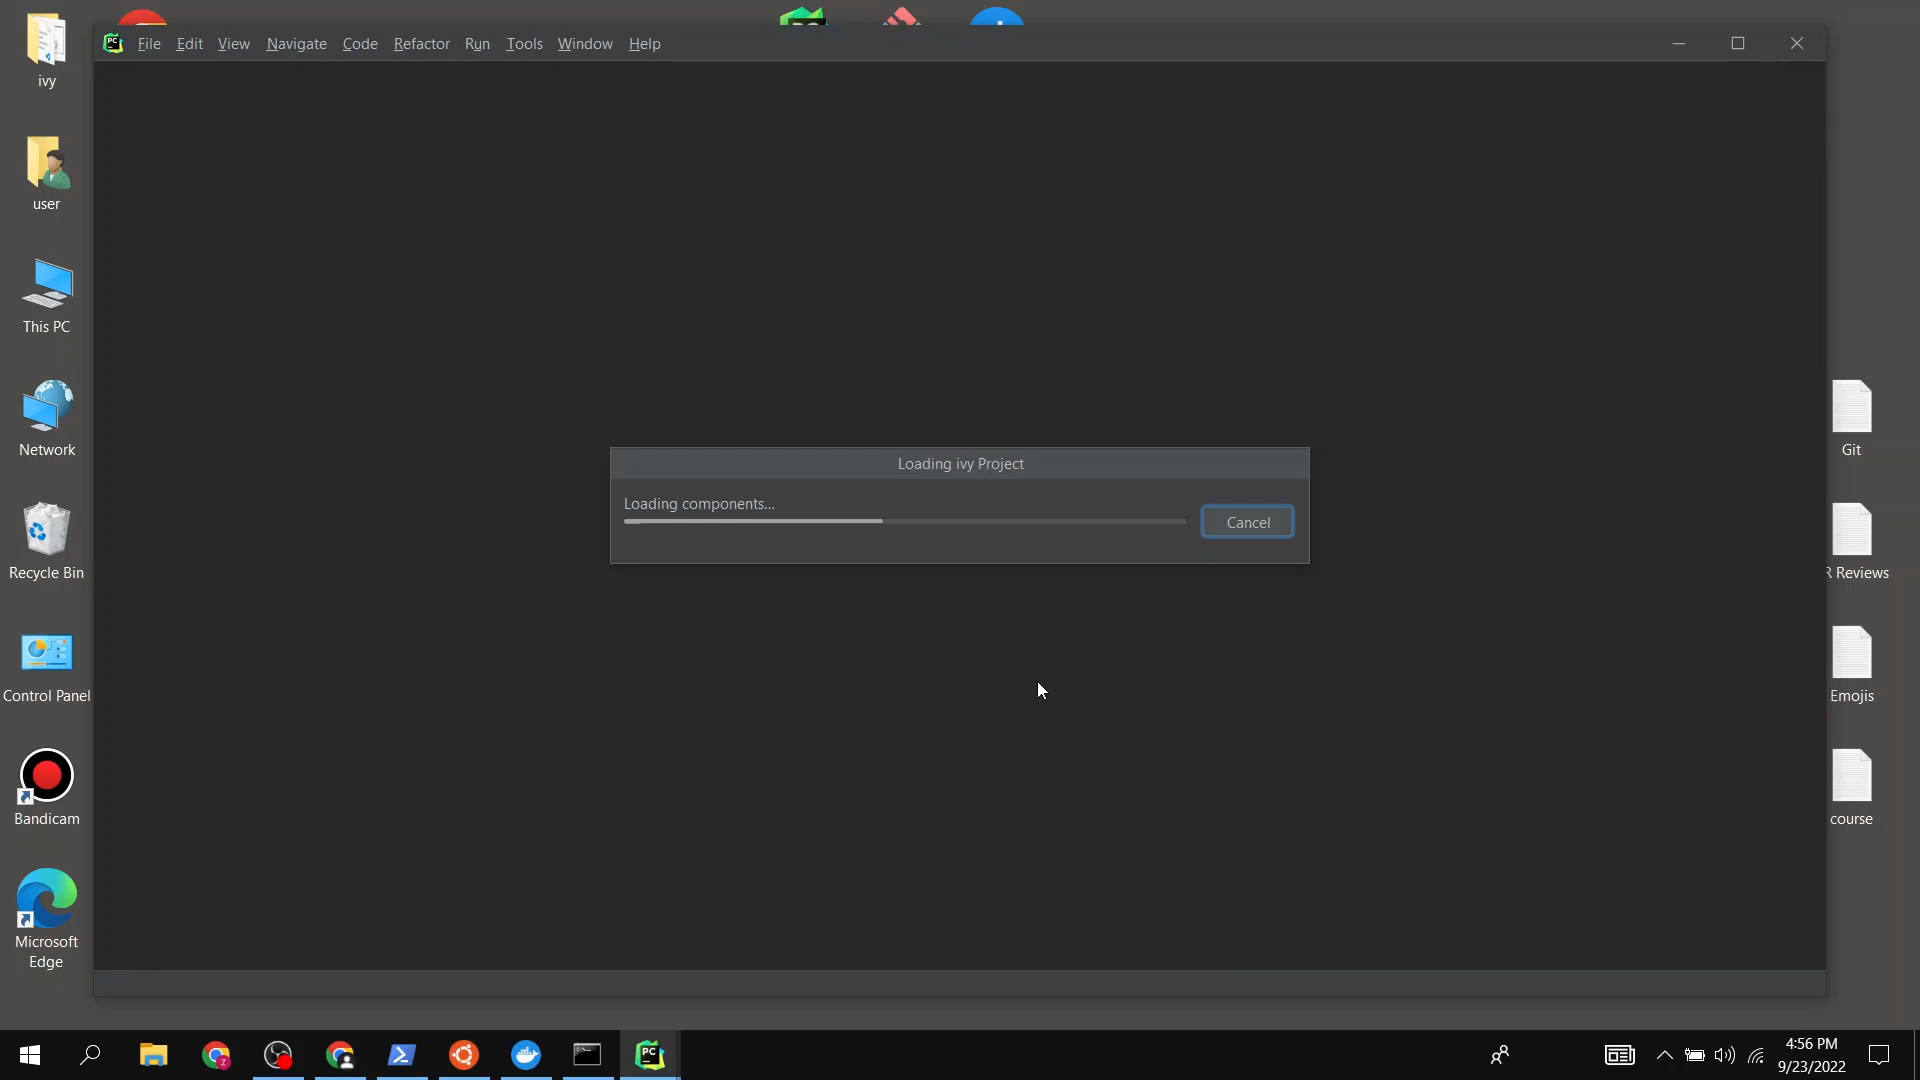 File Edit View Navigate Code Refactor Run Tools Window Help
ivy
user
This PC
Network
Recycle Bin
Control Panel
Bandicam
Microsoft
Edge
Loading ivy Project
Loading components...
Cancel
Git
R Reviews
Emojis
course
PC
4:56 PM
9/23/2022